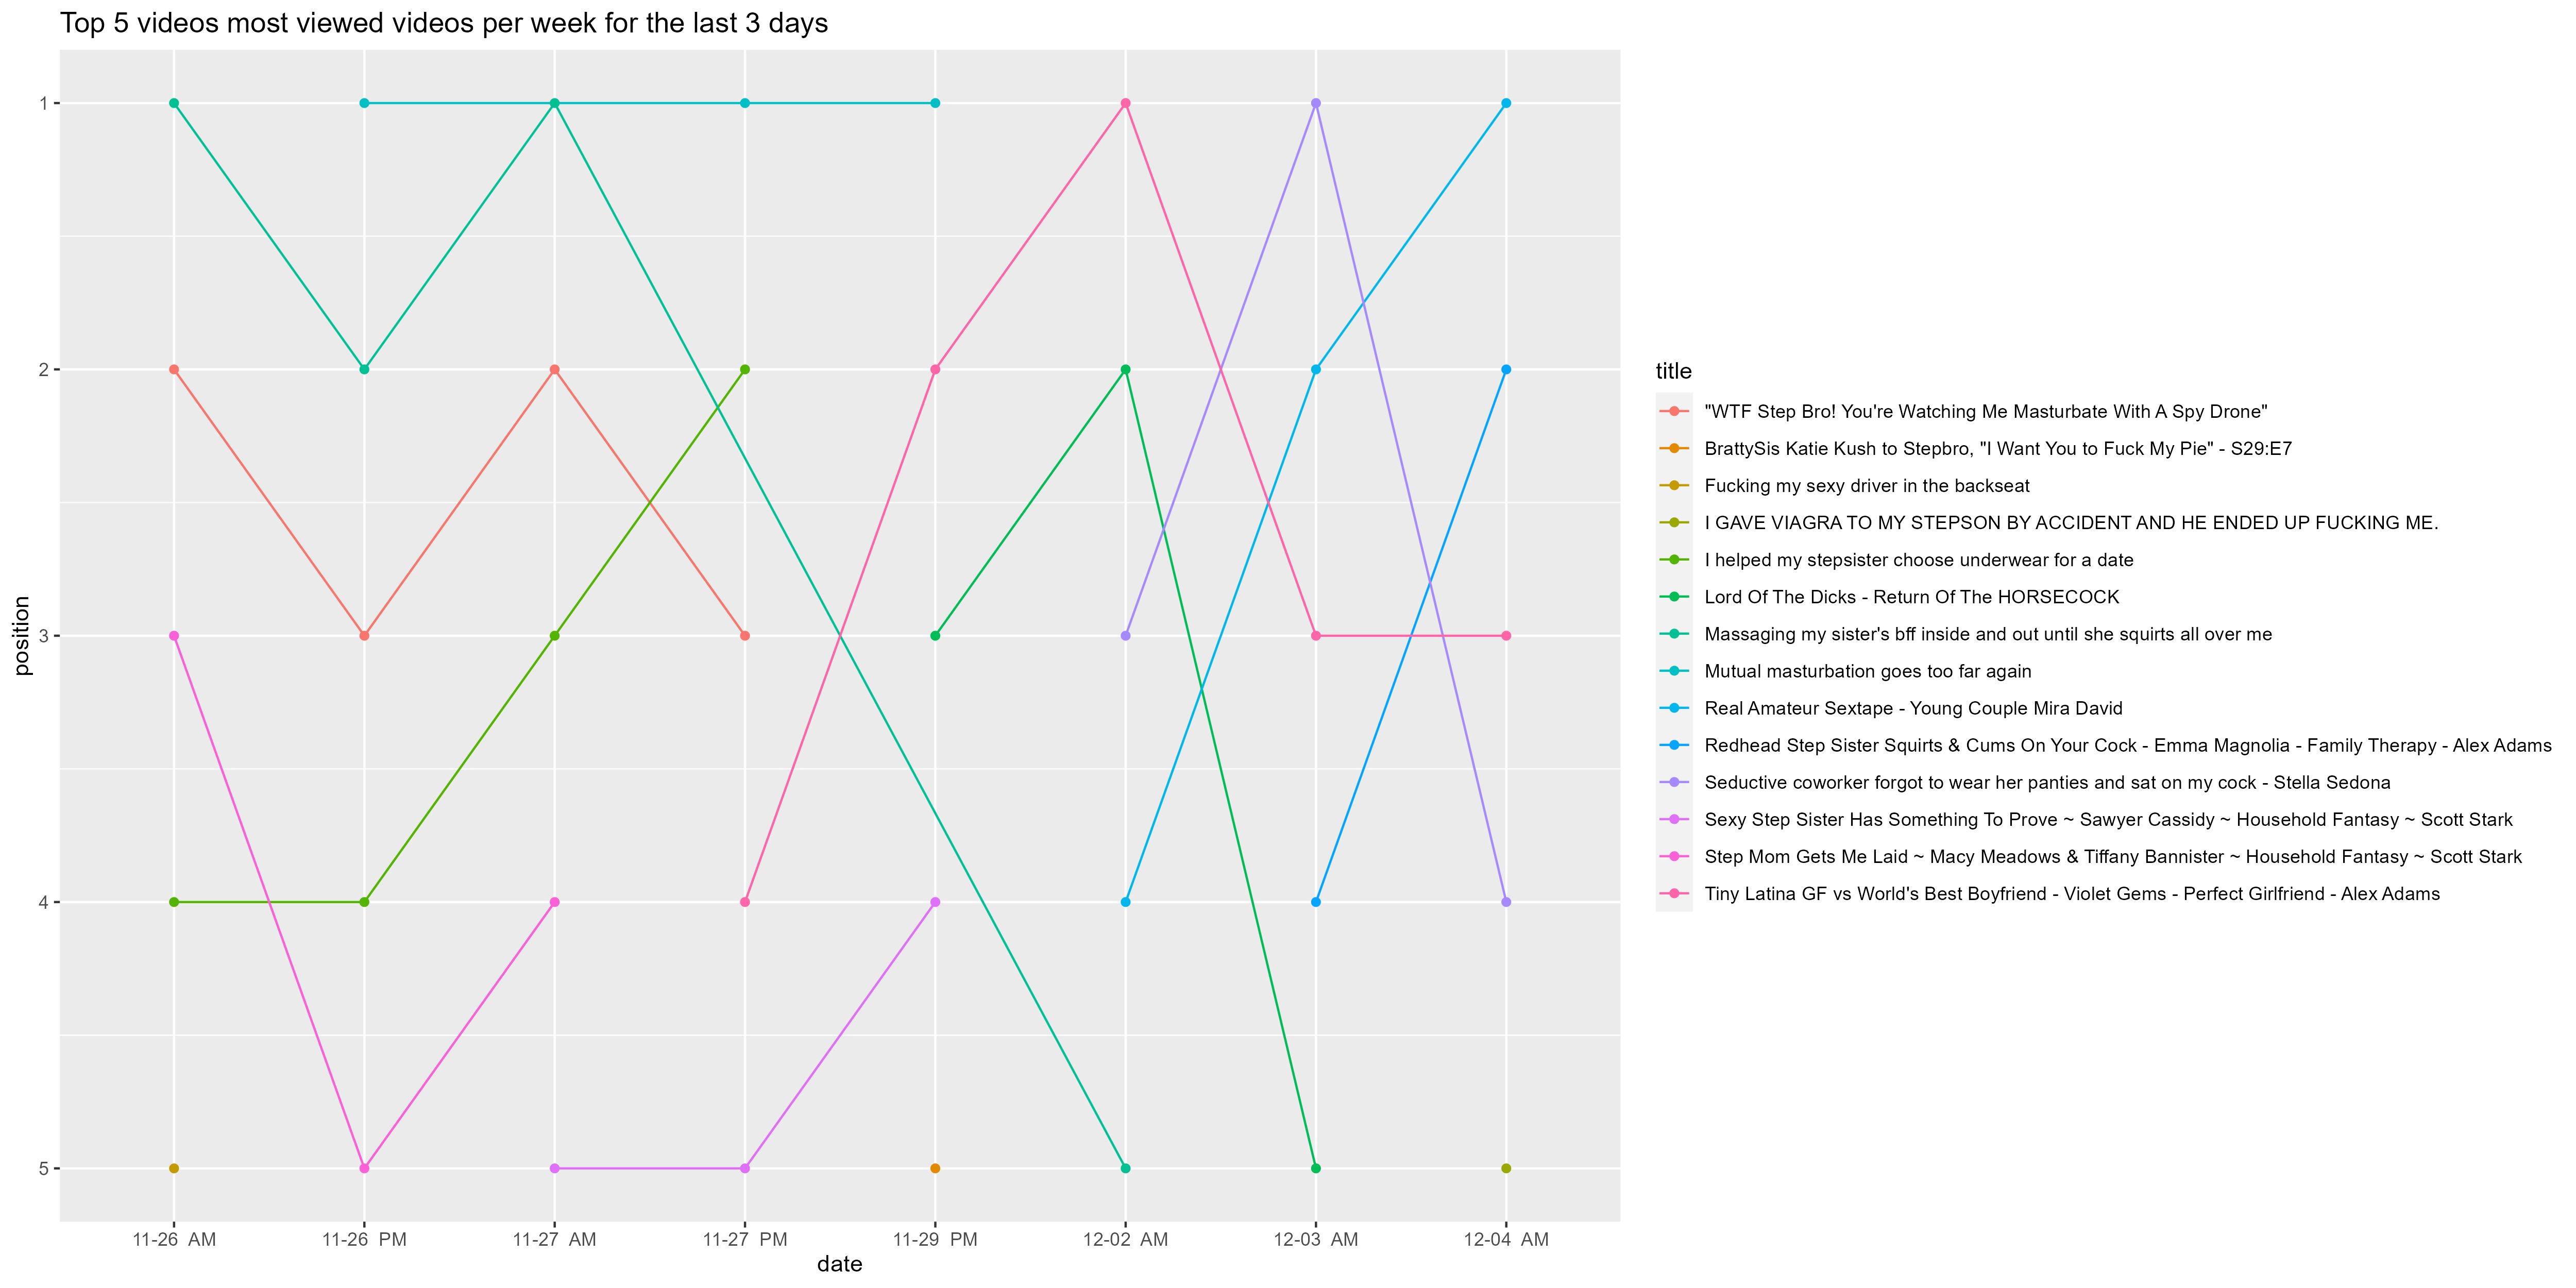 Top 5 videos most viewed videos per week for the last 3 days
position
1
2
3
4
5
11-26 AM
11-26 PM
11-27 AM
11-27 PM
11-29 PM
12-02 AM
12-03 AM
12-04 AM
date
title
"WTF Step Bro! You're Watching Me Masturbate With A Spy Drone"
BrattySis Katie Kush to Stepbro, "I Want You to Fuck My Pie" - S29:E7
Fucking my sexy driver in the backseat
I GAVE VIAGRA TO MY STEPSON BY ACCIDENT AND HE ENDED UP FUCKING ME.
I helped my stepsister choose underwear for a date
Lord Of The Dicks - Return Of The HORSECOCK
Massaging my sister's bff inside and out until she squirts all over me
Mutual masturbation goes too far again
Real Amateur Sextape - Young Couple Mira David
Redhead Step Sister Squirts & Cums On Your Cock - Emma Magnolia - Family Therapy - Alex Adams
Seductive coworker forgot to wear her panties and sat on my cock - Stella Sedona
Sexy Step Sister Has Something To Prove ~ Sawyer Cassidy ~ Household Fantasy ~ Scott Stark
Step Mom Gets Me Laid ~ Macy Meadows & Tiffany Bannister ~ Household Fantasy ~ Scott Stark
Tiny Latina GF vs World's Best Boyfriend - Violet Gems - Perfect Girlfriend - Alex Adams